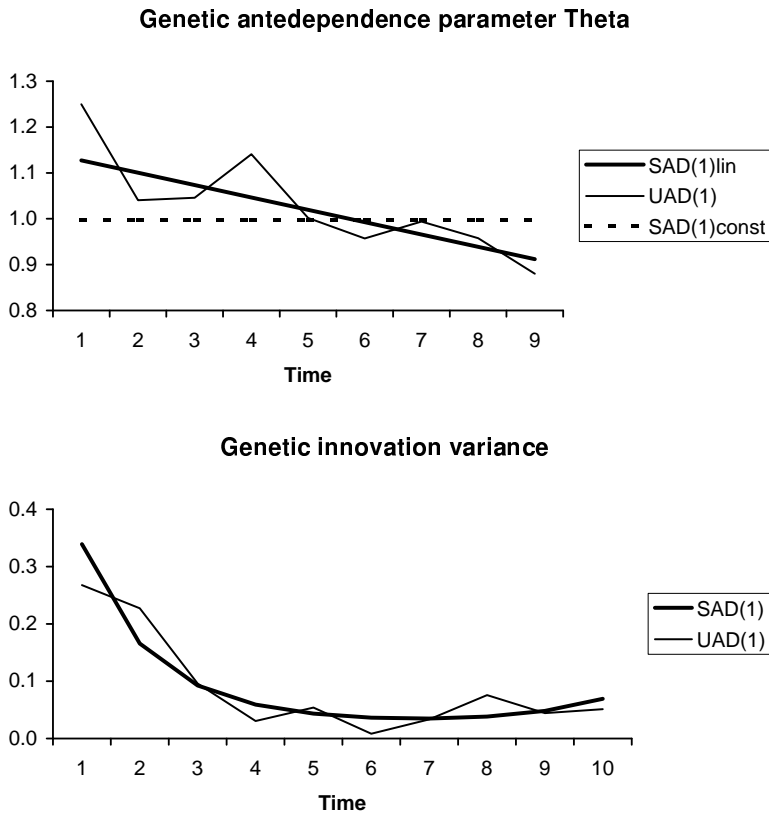 Genetic antedependence parameter Theta
1.3
1.2
1.1
1.0
0.9
0.8
1 2 3 4 5 6 7 8 9
Time
SAD(1)lin
UAD(1)
SAD(1)const
Genetic innovation variance
0.4
0.3
0.2
0.1
0.0
1 2 3 4 5 6 7 8 9 10
Time
SAD(1)
UAD(1)